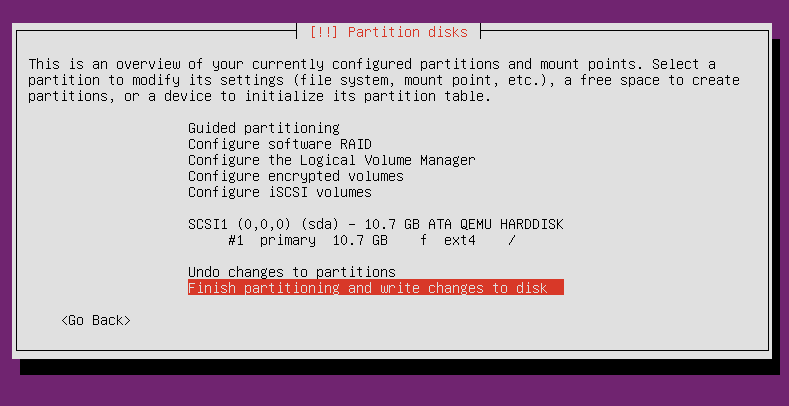 [!!] Partition disks
This is an overview of your currently configured partitions and mount points. Select a
partition to modify its settings (file system, mount point, etc.), a free space to create
partitions, or a device to initialize its partition table.
Guided partitioning
Configure software RAID
Configure the Logical Volume Manager
Configure encrypted volumes
Configure iSCSI volumes
SCSI1 (0,0,0) (sda) - 10.7 GB ATA QEMU HARDDISK
#1 primary 10.7 GB f ext4 /
Undo changes to partitions
Finish partitioning and write changes to disk
<Go Back>